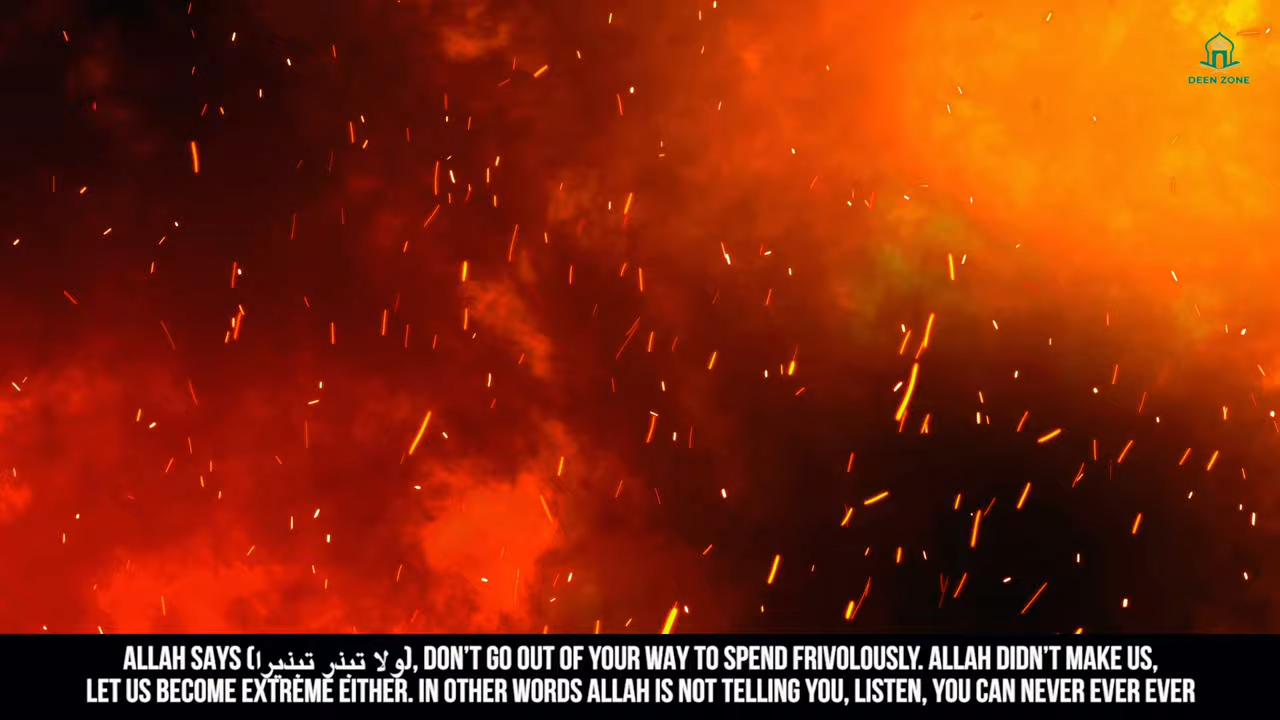 DEEN ZONE
ALLAH SAYS (ولا تبذر تبذيرا), DON'T GO OUT OF YOUR WAY TO SPEND FRIVOLOUSLY. ALLAH DIDN'T MAKE US,
LET US BECOME EXTREME EITHER. IN OTHER WORDS ALLAH IS NOT TELLING YOU, LISTEN, YOU CAN NEVER EVER EVER